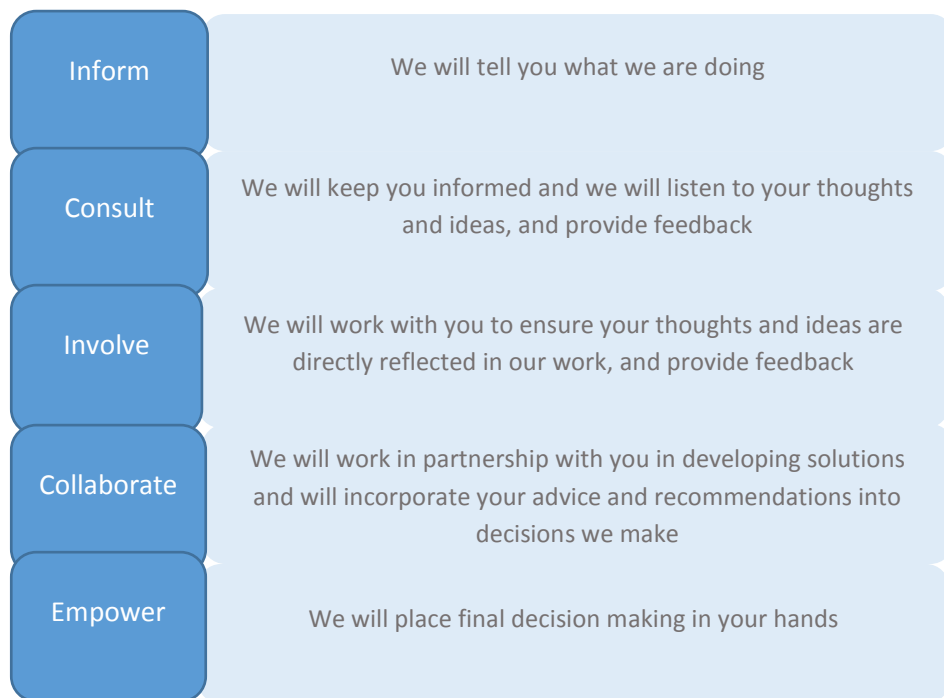 Inform
We will tell you what we are doing
Consult
We will keep you informed and we will listen to your thoughts
and ideas, and provide feedback
Involve
We will work with you to ensure your thoughts and ideas are
directly reflected in our work, and provide feedback
Collaborate
We will work in partnership with you in developing solutions
and will incorporate your advice and recommendations into
decisions we make
Empower
We will place final decision making in your hands